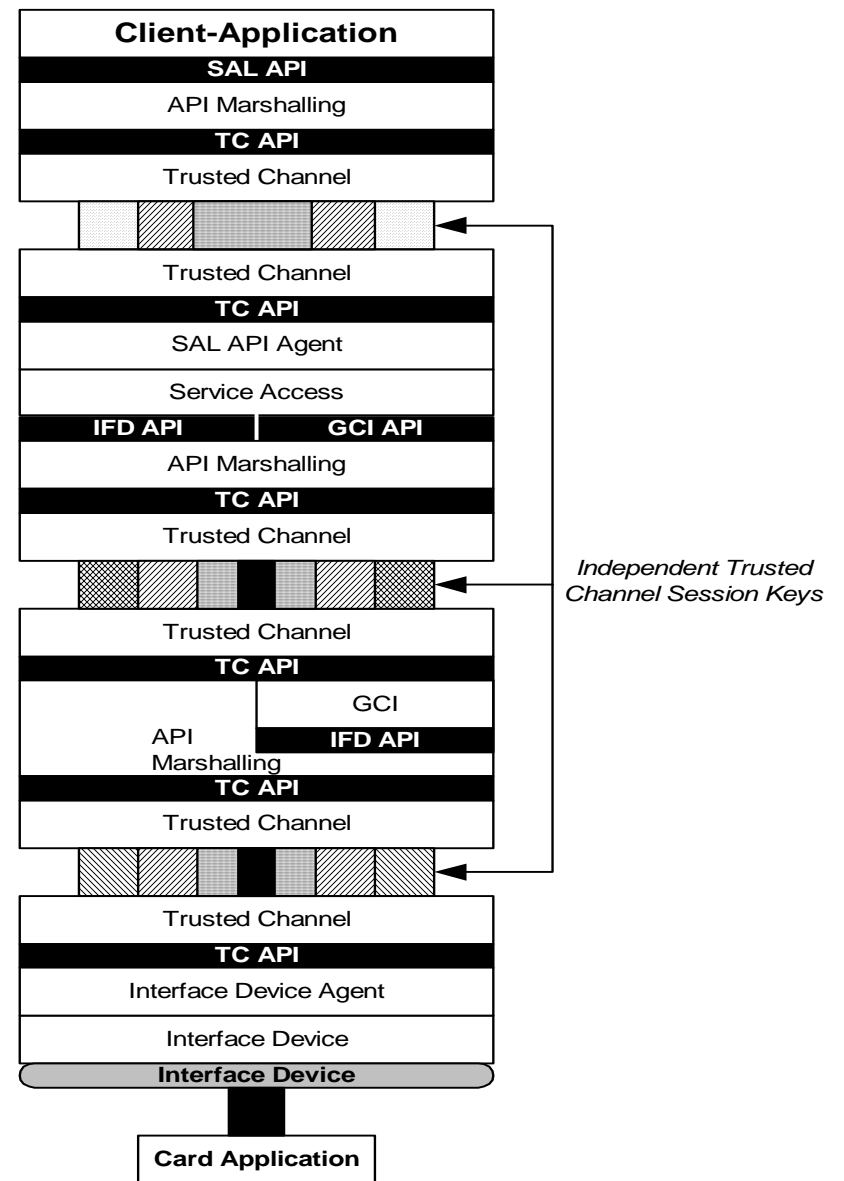 Client-Application
SAL API
API Marshalling
TC API
Trusted Channel
Trusted Channel
TC API
SAL API Agent
Service Access
IFD API GCI API
API Marshalling
TC API
Trusted Channel
Independent Trusted
Channel Session Keys
Trusted Channel
TC API
GCI
API
Marshalling
IFD API
TC API
Trusted Channel
Trusted Channel
TC API
Interface Device Agent
Interface Device
Interface Device
Card Application